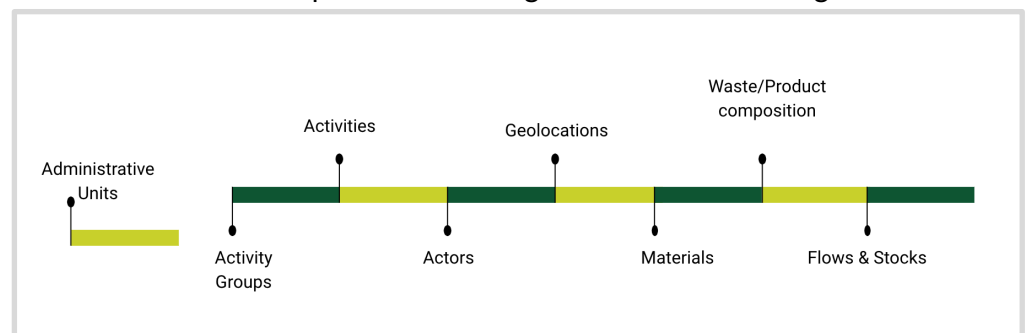 Administrative
Units
Activity
Groups
Activities
Actors
Geolocations
Materials
Waste/Product
composition
Flows & Stocks